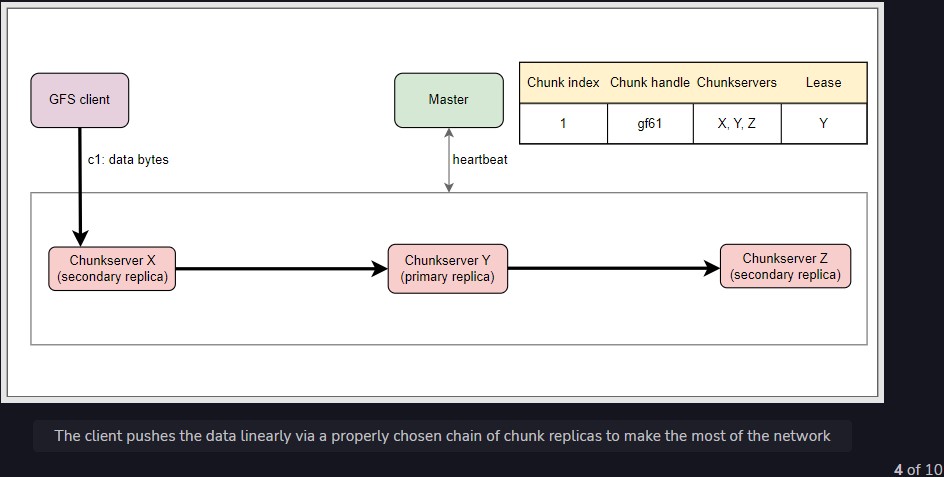 GFS client
Master
Chunk index Chunk handle Chunkservers Lease
1 gf61 X, Y, Z Y
c1: data bytes
heartbeat
Chunkserver X
(secondary replica)
Chunkserver Y
(primary replica)
Chunkserver Z
(secondary replica)
The client pushes the data linearly via a properly chosen chain of chunk replicas to make the most of the network
4 of 10